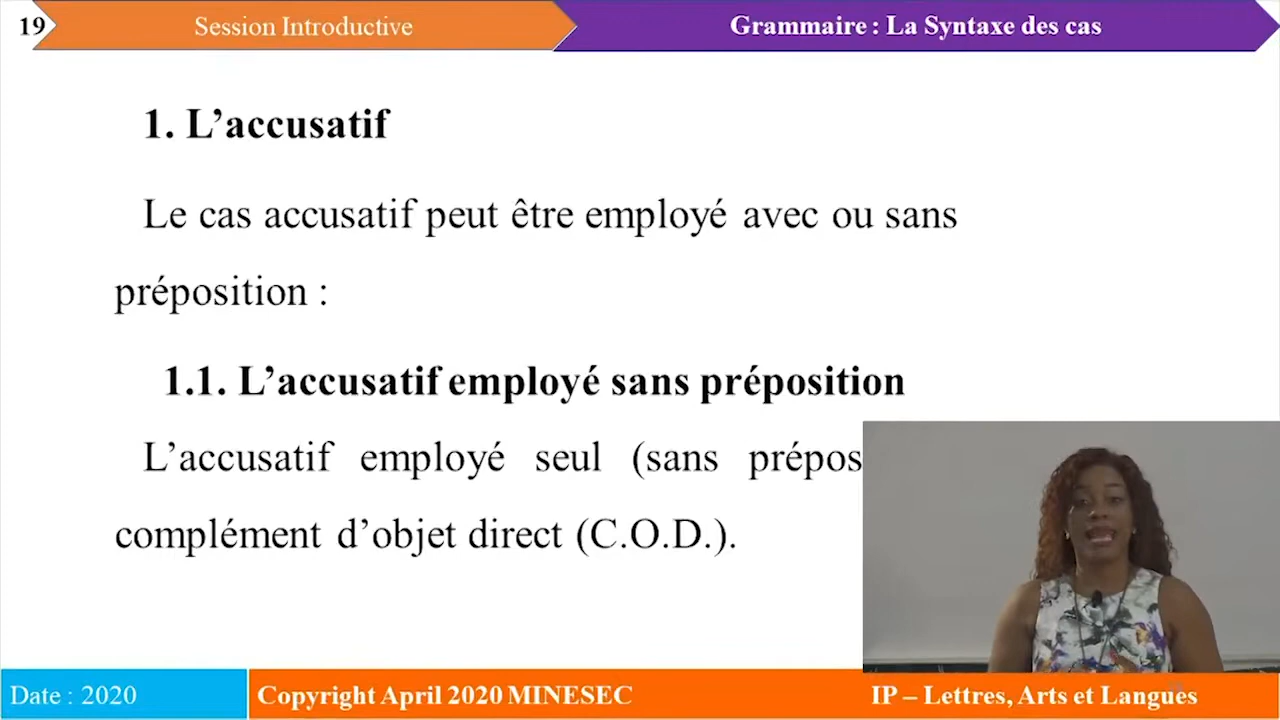 19
Session Introductive
Grammaire : La Syntaxe des cas
1. L’accusatif
Le cas accusatif peut être employé avec ou sans
préposition :
1.1. L’accusatif employé sans préposition
L’accusatif employé seul (sans prépos
complément d’objet direct (C.O.D.).
Date : 2020
Copyright April 2020 MINESEC
IP – Lettres, Arts et Langues